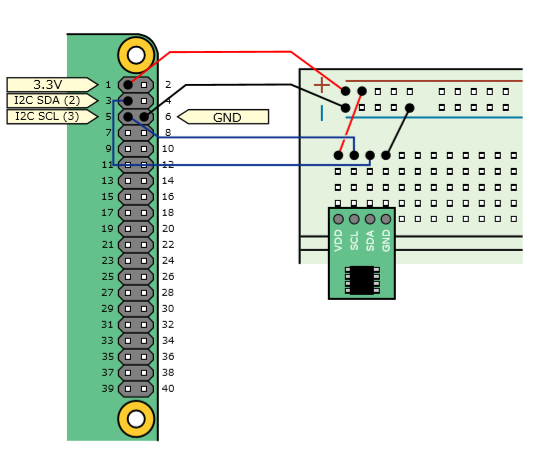 3.3V 1 2
I2C SDA (2) 3 4
I2C SCL (3) 5 6 GND
7 8
9 10
11 12
13 14
15 16
17 18
19 20
21 22
23 24
25 26
27 28
29 30
31 32
33 34
35 36
37 38
39 40
+
|
VDD
SCL
SDA
GND